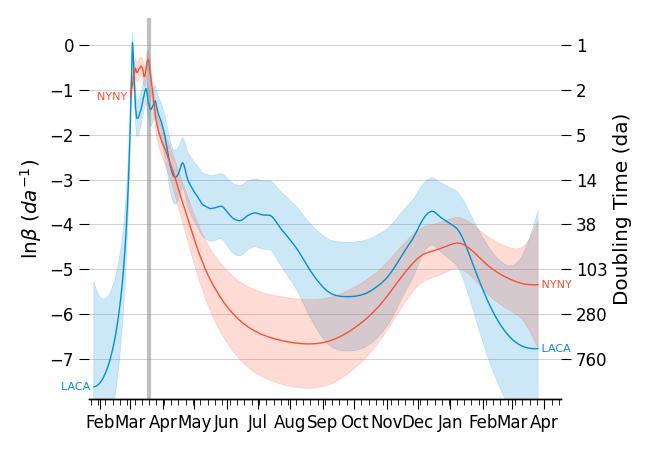 0
−1
−2
−3
−4
−5
−6
−7
lnβ (da⁻¹)
1
2
5
14
38
103
280
760
Doubling Time (da)
NYNY
LACA
NYNY
LACA
Feb Mar Apr May Jun Jul Aug Sep Oct Nov Dec Jan Feb Mar Apr